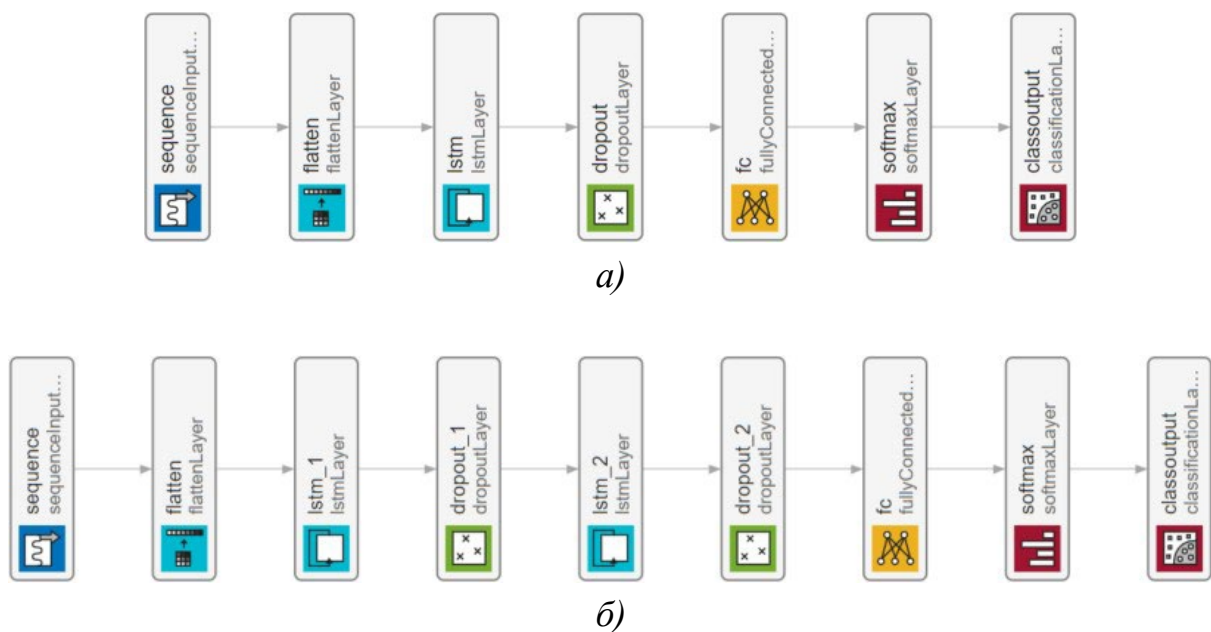 sequence
sequenceInput...
flatten
flattenLayer
lstm
lstmLayer
dropout
dropoutLayer
fc
fullyConnected...
softmax
softmaxLayer
classoutput
classificationLa...
а)
sequence
sequenceInput...
flatten
flattenLayer
lstm_1
lstmLayer
dropout_1
dropoutLayer
lstm_2
lstmLayer
dropout_2
dropoutLayer
fc
fullyConnected...
softmax
softmaxLayer
classoutput
classificationLa...
б)